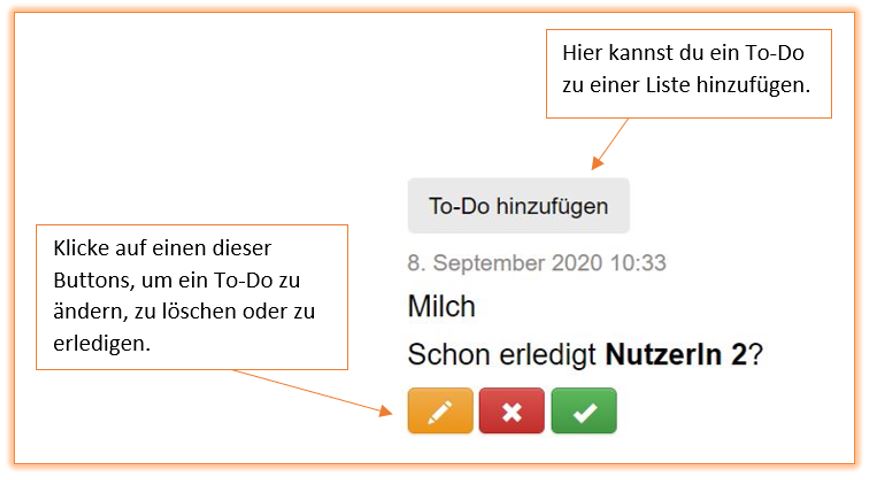 Hier kannst du ein To-Do
zu einer Liste hinzufügen.
To-Do hinzufügen
Klicke auf einen dieser
Buttons, um ein To-Do zu
ändern, zu löschen oder zu
erledigen.
8. September 2020 10:33
Milch
Schon erledigt NutzerIn 2?